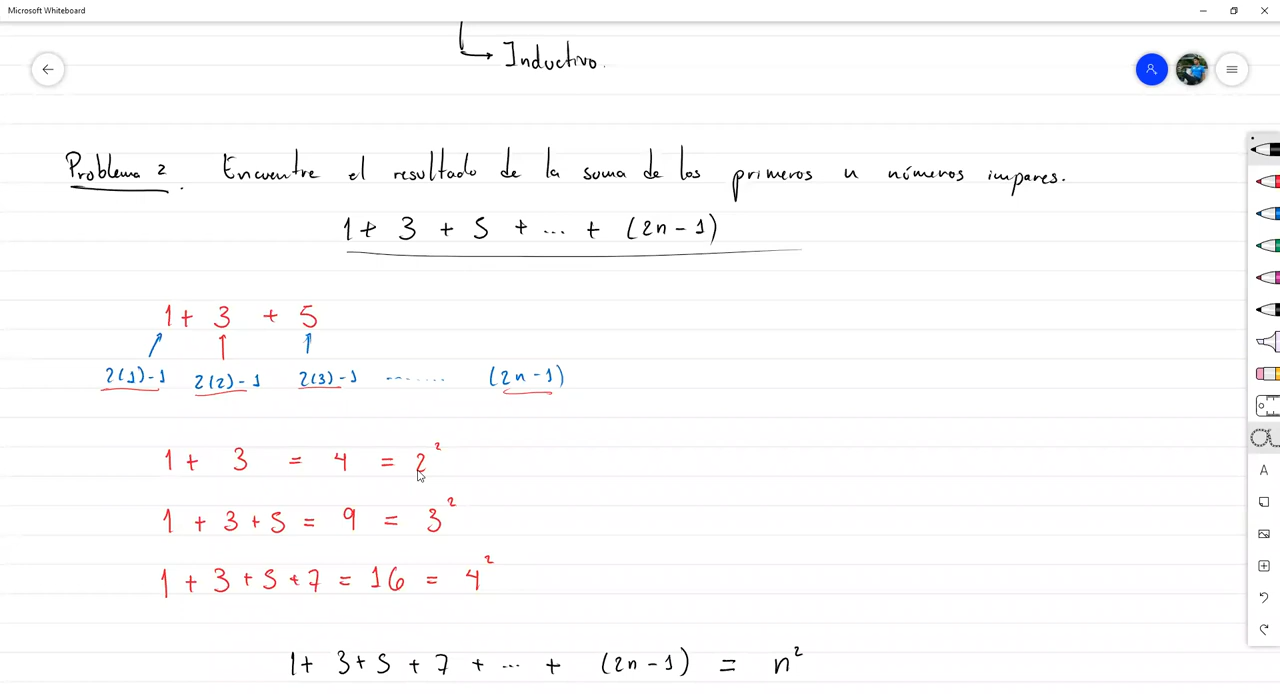 Microsoft Whiteboard
Inductivo.
Problema 2. Encuentre el resultado de la suma de los primeros n números impares.
1 + 3 + 5 + ... + (2n - 1)
1 + 3 + 5
2(1)-1 2(2)-1 2(3)-1 ........ (2n-1)
1 + 3 = 4 = 2²
1 + 3 + 5 = 9 = 3²
1 + 3 + 5 + 7 = 16 = 4²
1 + 3 + 5 + 7 + ... + (2n - 1) = n²
A